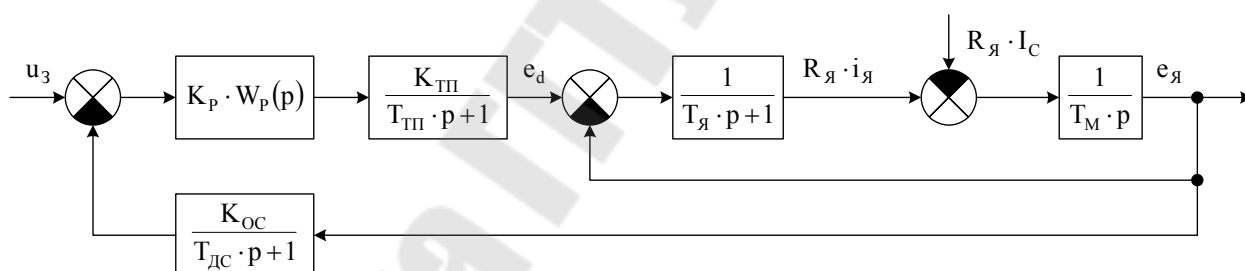 u_З
K_Р · W_Р(p)
K_ТП
T_ТП · p + 1
e_d
1
T_Я · p + 1
R_Я · i_Я
R_Я · I_С
1
T_М · p
e_Я
K_ОС
T_ДС · p + 1